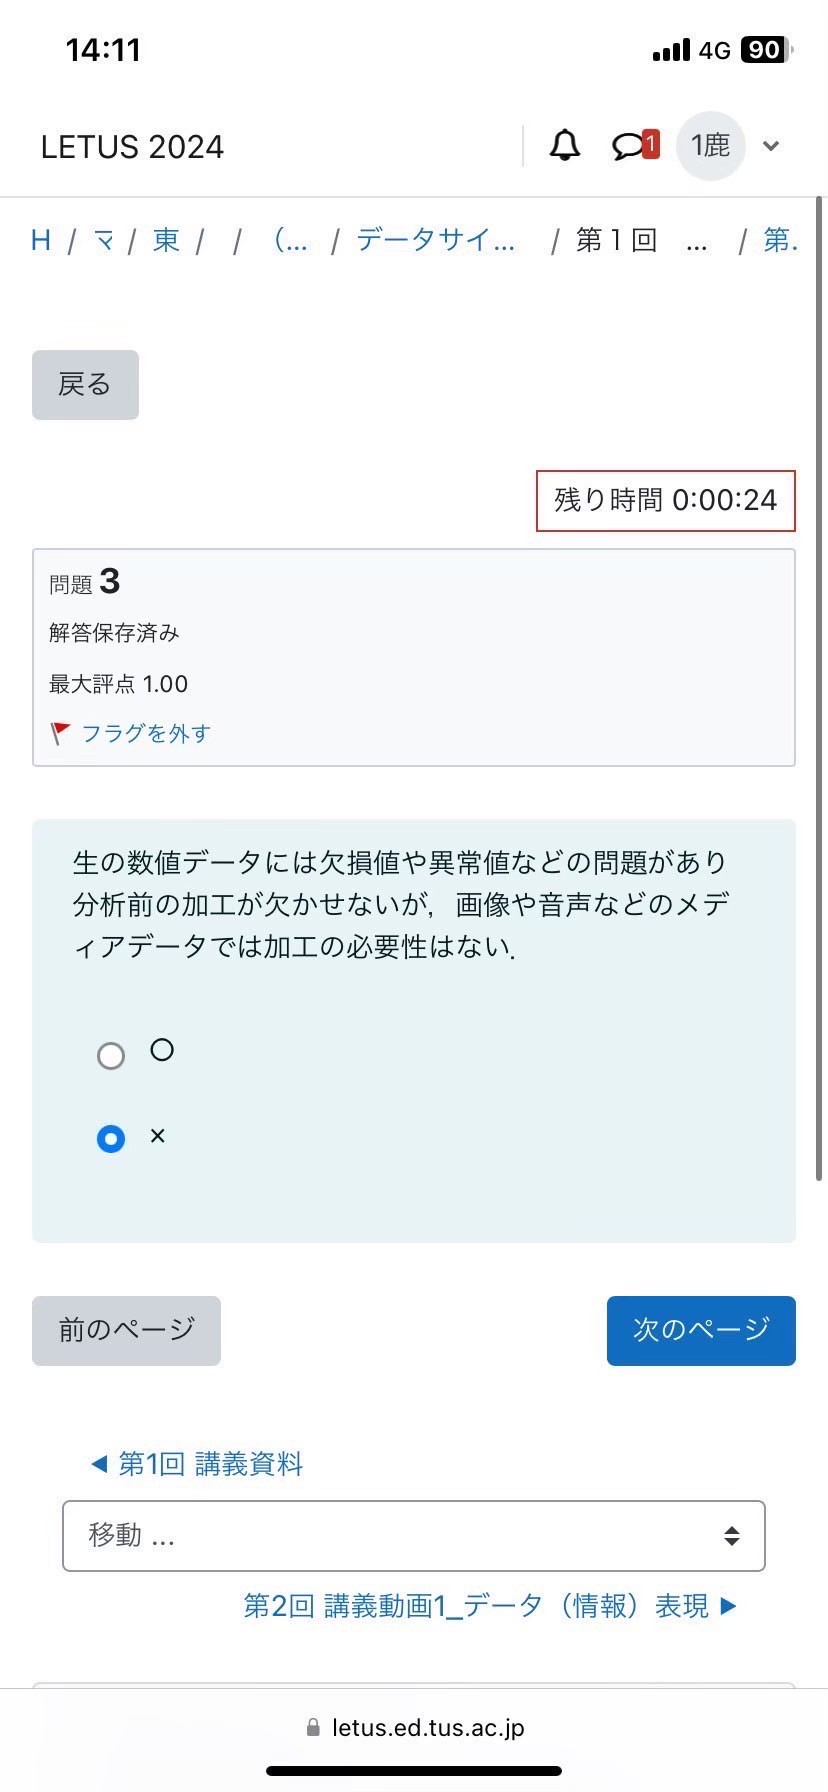 14:11 4G 90
LETUS 2024 1 1鹿
H / マ / 東 / / （... / データサイ... / 第１回 ... / 第.
戻る
残り時間 0:00:24
問題 3
解答保存済み
最大評点 1.00
フラグを外す
生の数値データには欠損値や異常値などの問題があり
分析前の加工が欠かせないが，画像や音声などのメデ
ィアデータでは加工の必要性はない．
〇
×
前のページ 次のページ
◀ 第1回 講義資料
移動 ...
第2回 講義動画1_データ（情報）表現 ▶
letus.ed.tus.ac.jp